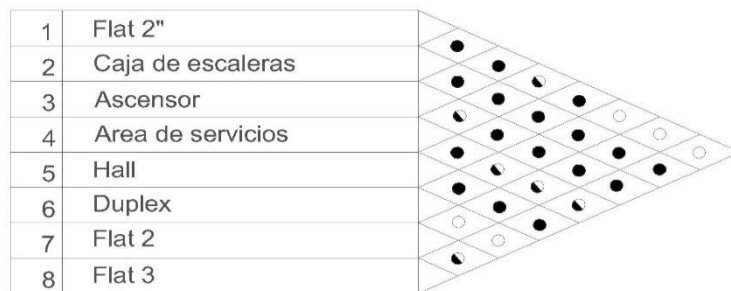 1 Flat 2"
2 Caja de escaleras
3 Ascensor
4 Area de servicios
5 Hall
6 Duplex
7 Flat 2
8 Flat 3